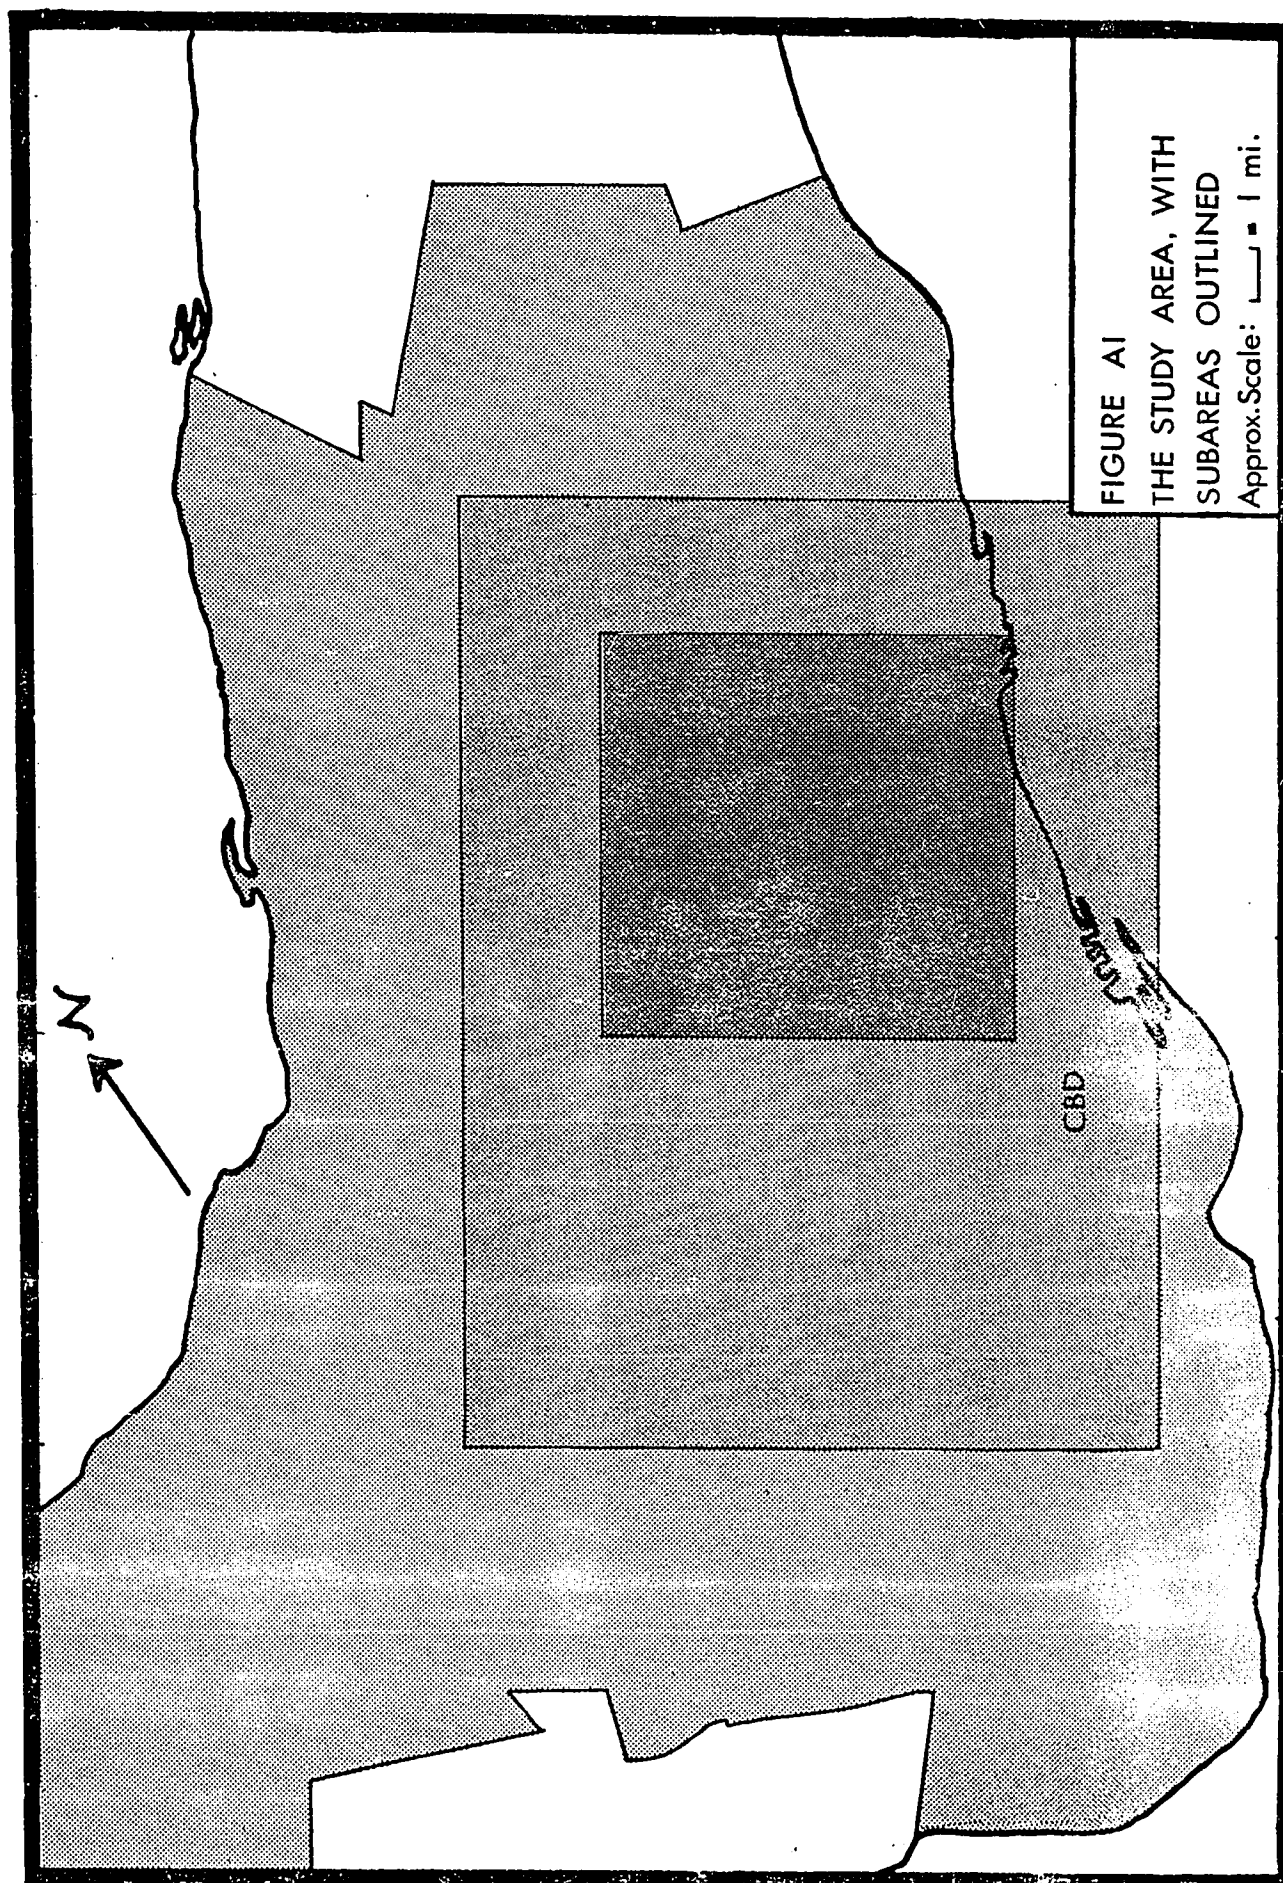 N
CBD
FIGURE A1
THE STUDY AREA, WITH
SUBAREAS OUTLINED
Approx. Scale: = 1 mi.